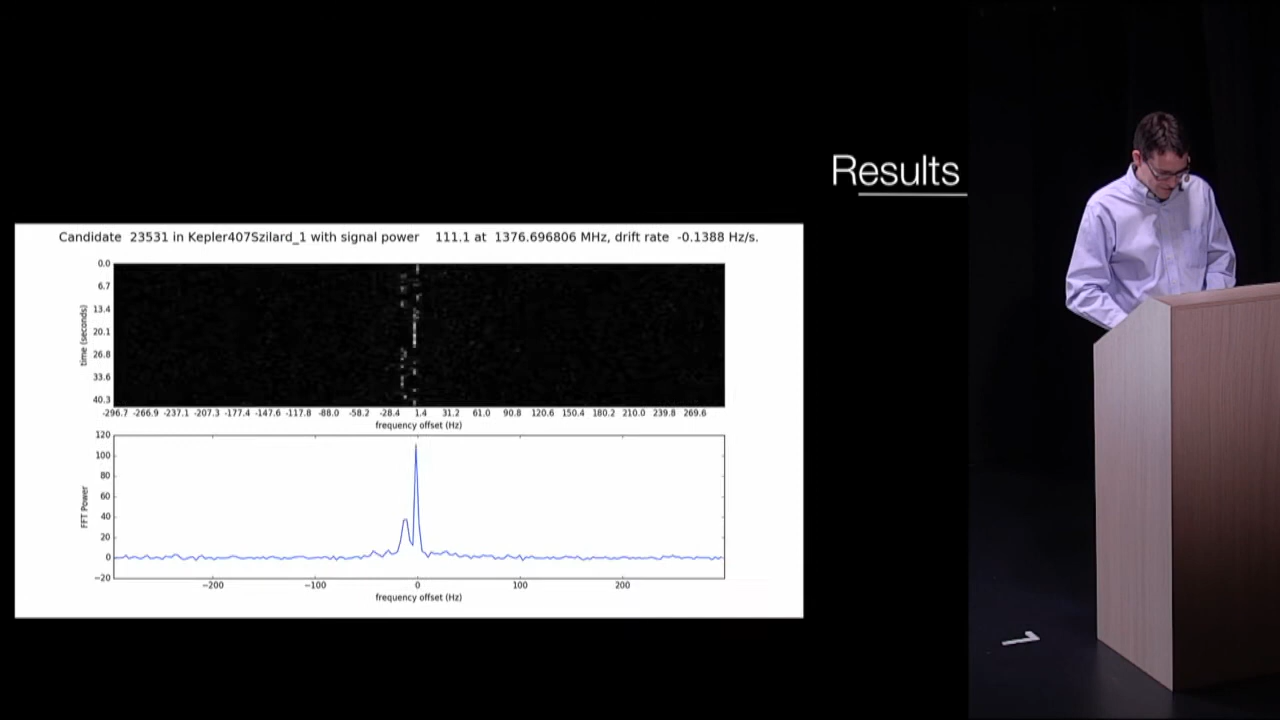 Results
Candidate 23531 in Kepler407Szilard_1 with signal power 111.1 at 1376.696806 MHz, drift rate -0.1388 Hz/s.
time (seconds)
0.0
6.7
13.4
20.1
26.8
33.6
40.3
-296.7 -266.9 -237.1 -207.3 -177.4 -147.6 -117.8 -88.0 -58.2 -28.4 1.4 31.2 61.0 90.8 120.6 150.4 180.2 210.0 239.8 269.6
frequency offset (Hz)
FFT Power
120
100
80
60
40
20
0
−20
−200 −100 0 100 200
frequency offset (Hz)